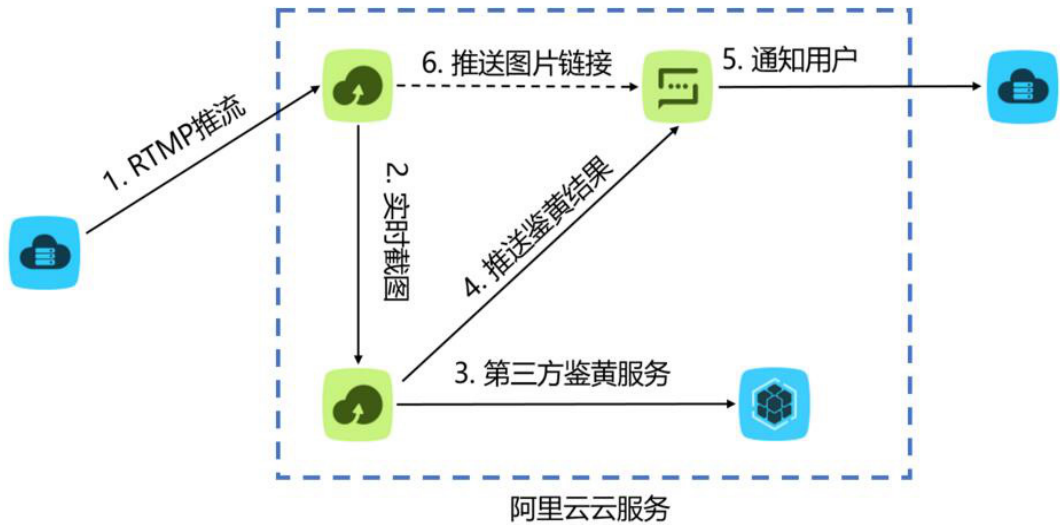 6. 推送图片链接
5. 通知用户
1. RTMP推流
2. 实时截图
4. 推送鉴黄结果
3. 第三方鉴黄服务
阿里云云服务